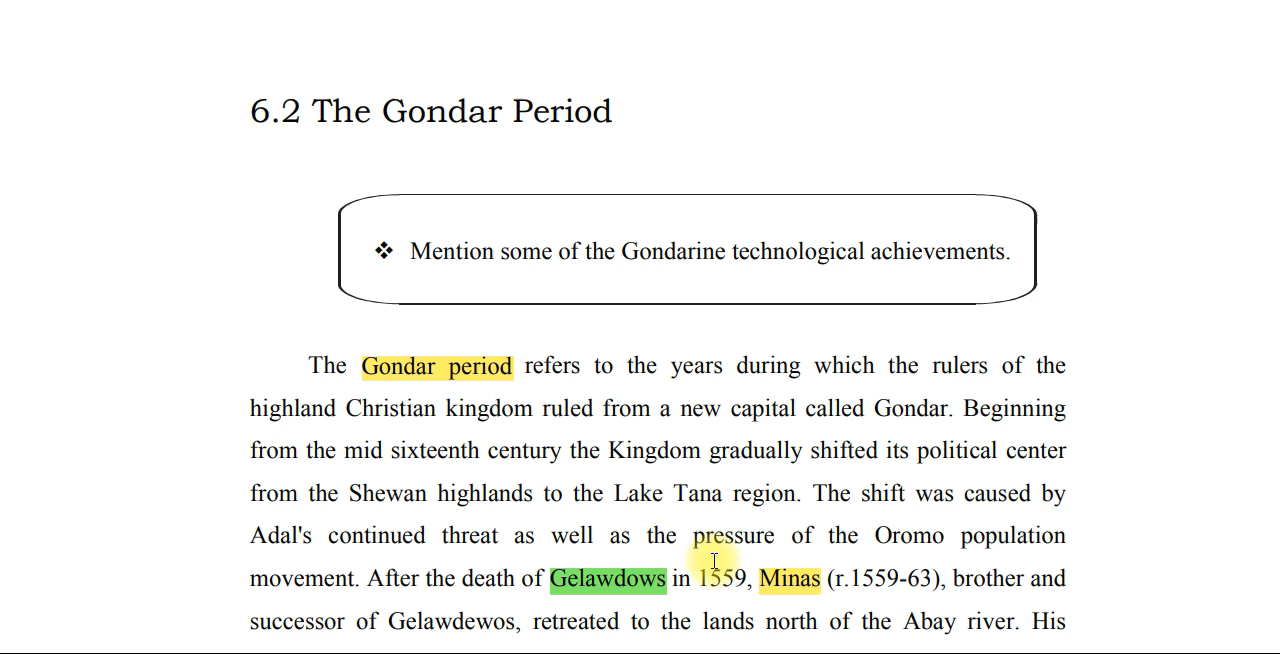 6.2 The Gondar Period
❖ Mention some of the Gondarine technological achievements.
The Gondar period refers to the years during which the rulers of the
highland Christian kingdom ruled from a new capital called Gondar. Beginning
from the mid sixteenth century the Kingdom gradually shifted its political center
from the Shewan highlands to the Lake Tana region. The shift was caused by
Adal's continued threat as well as the pressure of the Oromo population
movement. After the death of Gelawdows in 1559, Minas (r.1559-63), brother and
successor of Gelawdewos, retreated to the lands north of the Abay river. His